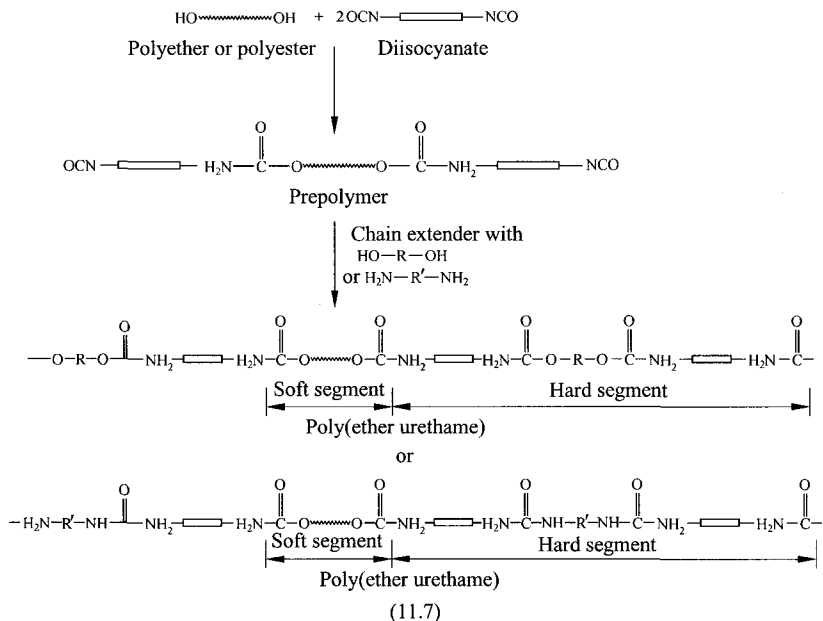 HO OH + 2OCN NCO
Polyether or polyester Diisocyanate
O O
OCN H₂N—C—O O—C—NH₂ NCO
Prepolymer
Chain extender with
HO—R—OH
or H₂N—R′—NH₂
O O O O O
—O—R—O—C—NH₂ H₂N—C—O O—C—NH₂ H₂N—C—O—R—O—C—NH₂ H₂N—C—
Soft segment Hard segment
Poly(ether urethame)
or
O O O O O
—H₂N—R′—NH—C—NH₂ H₂N—C—O O—C—NH₂ H₂N—C—NH—R′—NH—C—NH₂ H₂N—C—
Soft segment Hard segment
Poly(ether urethame)
(11.7)